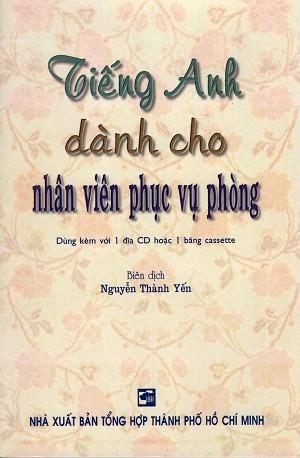 Tiếng Anh
dành cho
nhân viên phục vụ phòng
Dùng kèm với 1 đĩa CD hoặc 1 băng cassette
Biên dịch
Nguyễn Thành Yến
NHÀ XUẤT BẢN TỔNG HỢP THÀNH PHỐ HỒ CHÍ MINH